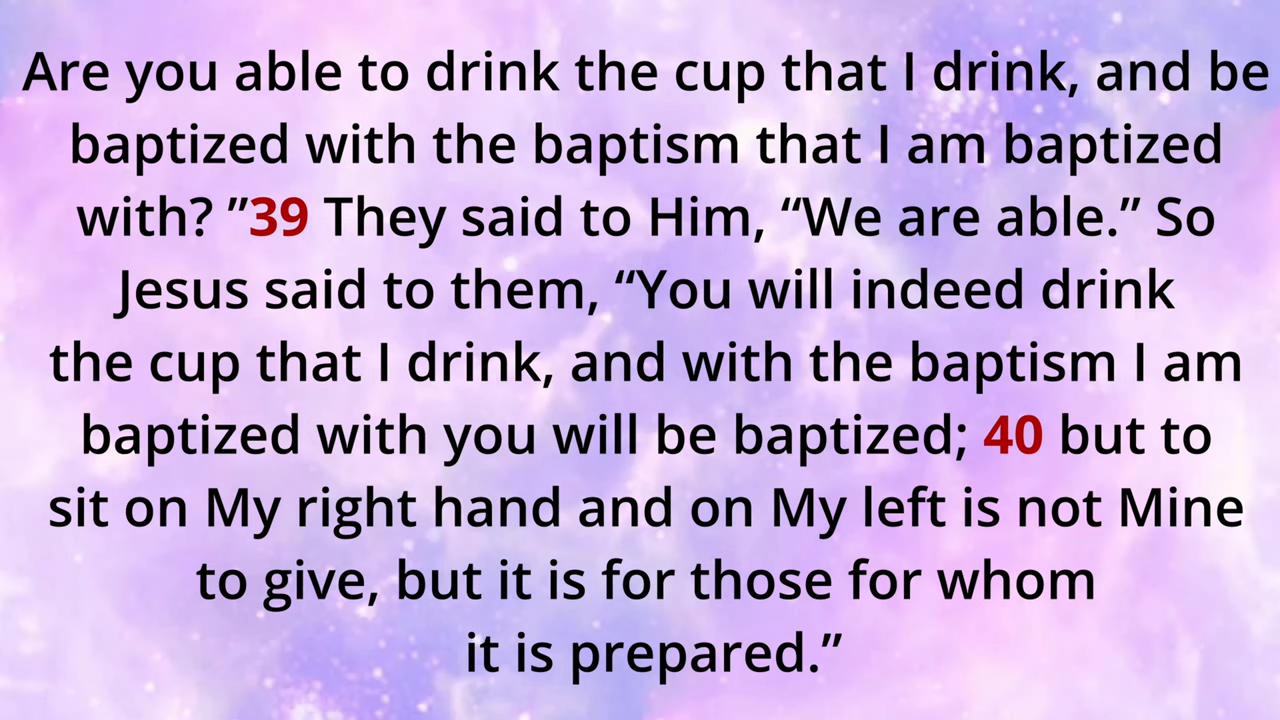 Are you able to drink the cup that I drink, and be
baptized with the baptism that I am baptized
with? ”39 They said to Him, “We are able.” So
Jesus said to them, “You will indeed drink
the cup that I drink, and with the baptism I am
baptized with you will be baptized; 40 but to
sit on My right hand and on My left is not Mine
to give, but it is for those for whom
it is prepared.”